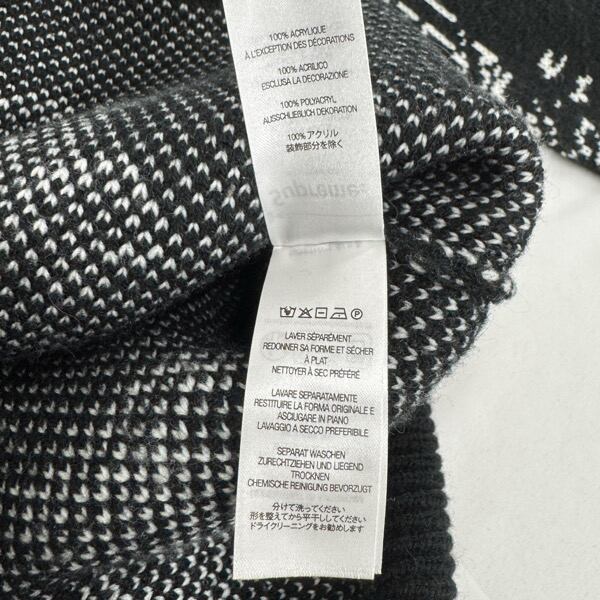 100% ACRYLIQUE
À L'EXCEPTION DES DÉCORATIONS
100% ACRILICO
ESCLUSA LA DECORAZIONE
100% POLYACRYL
AUSSCHLIEẞLICH DEKORATION
100% アクリル
装飾部分を除く
Supreme
LAVER SÉPARÉMENT
REDONNER SA FORME ET SÉCHER
À PLAT
NETTOYER À SEC PRÉFÉRÉ
LAVARE SEPARATAMENTE
RESTITUIRE LA FORMA ORIGINALE E
ASCIUGARE IN PIANO
LAVAGGIO A SECCO PREFERIBILE
SEPARAT WASCHEN
ZURECHTZIEHEN UND LIEGEND
TROCKNEN
CHEMISCHE REINIGUNG BEVORZUGT
分けて洗ってください
形を整えてから平干ししてください
ドライクリーニングをお勧めします